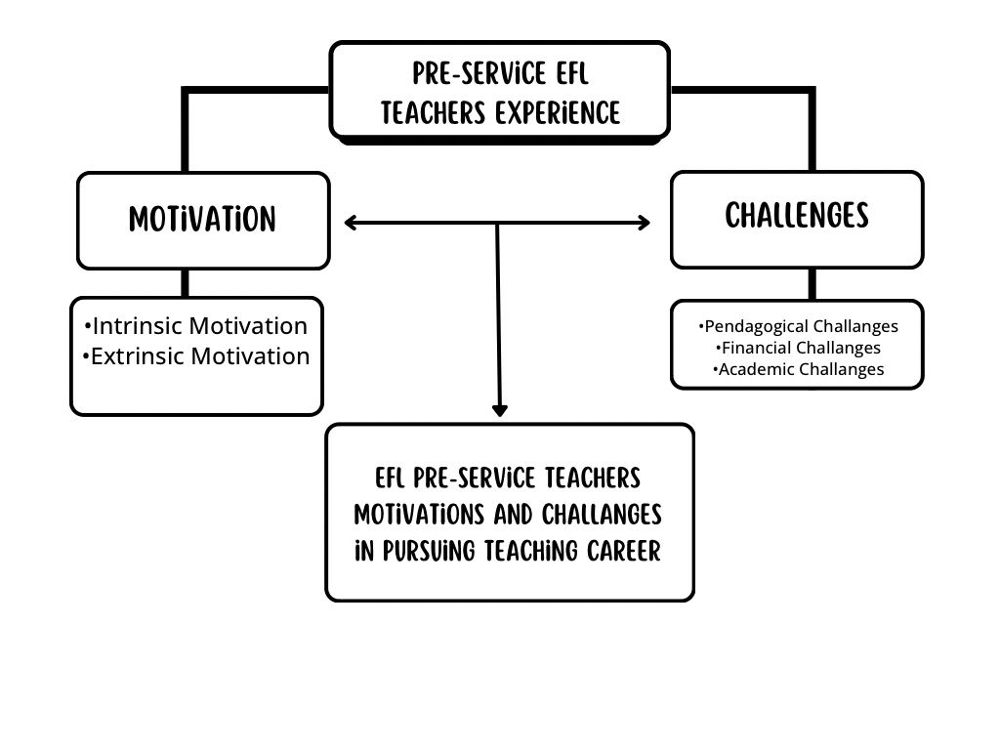 PRE-SERViCE EFL
TEACHERS EXPERiENCE
MOTiVATiON
CHALLENGES
•Intrinsic Motivation
•Extrinsic Motivation
•Pendagogical Challanges
•Financial Challanges
•Academic Challanges
EFL PRE-SERViCE TEACHERS
MOTiVATiONS AND CHALLANGES
iN PURSUiNG TEACHiNG CAREER